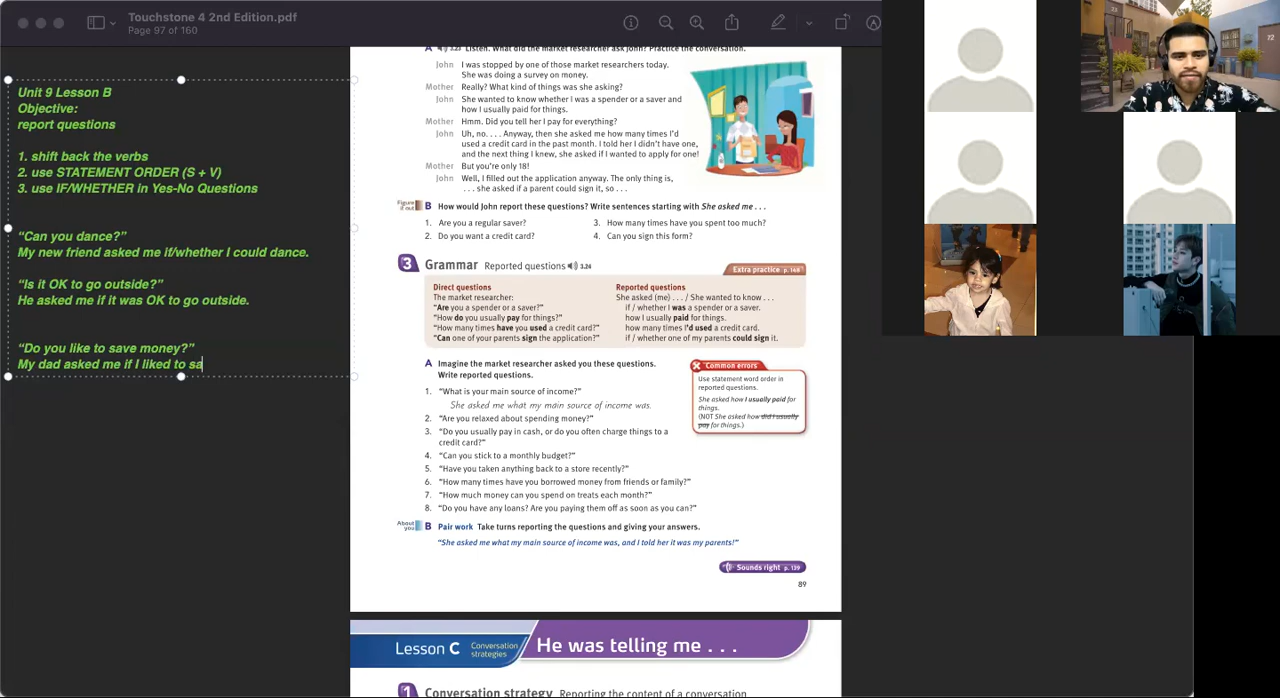 Touchstone 4 2nd Edition.pdf
Page 97 of 160
Unit 9 Lesson B
Objective:
report questions
1. shift back the verbs
2. use STATEMENT ORDER (S + V)
3. use IF/WHETHER in Yes-No Questions
“Can you dance?”
My new friend asked me if/whether I could dance.
“Is it OK to go outside?”
He asked me if it was OK to go outside.
“Do you like to save money?”
My dad asked me if I liked to sa
A 3.25 Listen. What did the market researcher ask John? Practice the conversation.
John I was stopped by one of those market researchers today.
She was doing a survey on money.
Mother Really? What kind of things was she asking?
John She wanted to know whether I was a spender or a saver and
how I usually paid for things.
Mother Hmm. Did you tell her I pay for everything?
John Uh, no. . . . Anyway, then she asked me how many times I'd
used a credit card in the past month. I told her I didn't have one,
and the next thing I knew, she asked if I wanted to apply for one!
Mother But you're only 18!
John Well, I filled out the application anyway. The only thing is,
. . . she asked if a parent could sign it, so . . .
Figure it out
B How would John report these questions? Write sentences starting with She asked me . . .
1. Are you a regular saver?
2. Do you want a credit card?
3. How many times have you spent too much?
4. Can you sign this form?
3 Grammar Reported questions 3.26
Extra practice p. 148
Direct questions
The market researcher:
“Are you a spender or a saver?”
“How do you usually pay for things?”
“How many times have you used a credit card?”
“Can one of your parents sign the application?”
Reported questions
She asked (me) . . . / She wanted to know . . .
if / whether I was a spender or a saver.
how I usually paid for things.
how many times I'd used a credit card.
if / whether one of my parents could sign it.
A Imagine the market researcher asked you these questions.
Write reported questions.
1. “What is your main source of income?”
She asked me what my main source of income was.
2. “Are you relaxed about spending money?”
3. “Do you usually pay in cash, or do you often charge things to a
credit card?”
4. “Can you stick to a monthly budget?”
5. “Have you taken anything back to a store recently?”
6. “How many times have you borrowed money from friends or family?”
7. “How much money can you spend on treats each month?”
8. “Do you have any loans? Are you paying them off as soon as you can?”
Common errors
Use statement word order in
reported questions.
She asked how I usually paid for
things.
(NOT She asked how did I usually
pay for things.)
About you
B Pair work Take turns reporting the questions and giving your answers.
“She asked me what my main source of income was, and I told her it was my parents!”
Sounds right p. 139
89
Lesson C Conversation strategies
He was telling me . . .
1 Conversation strategy Reporting the content of a conversation
72